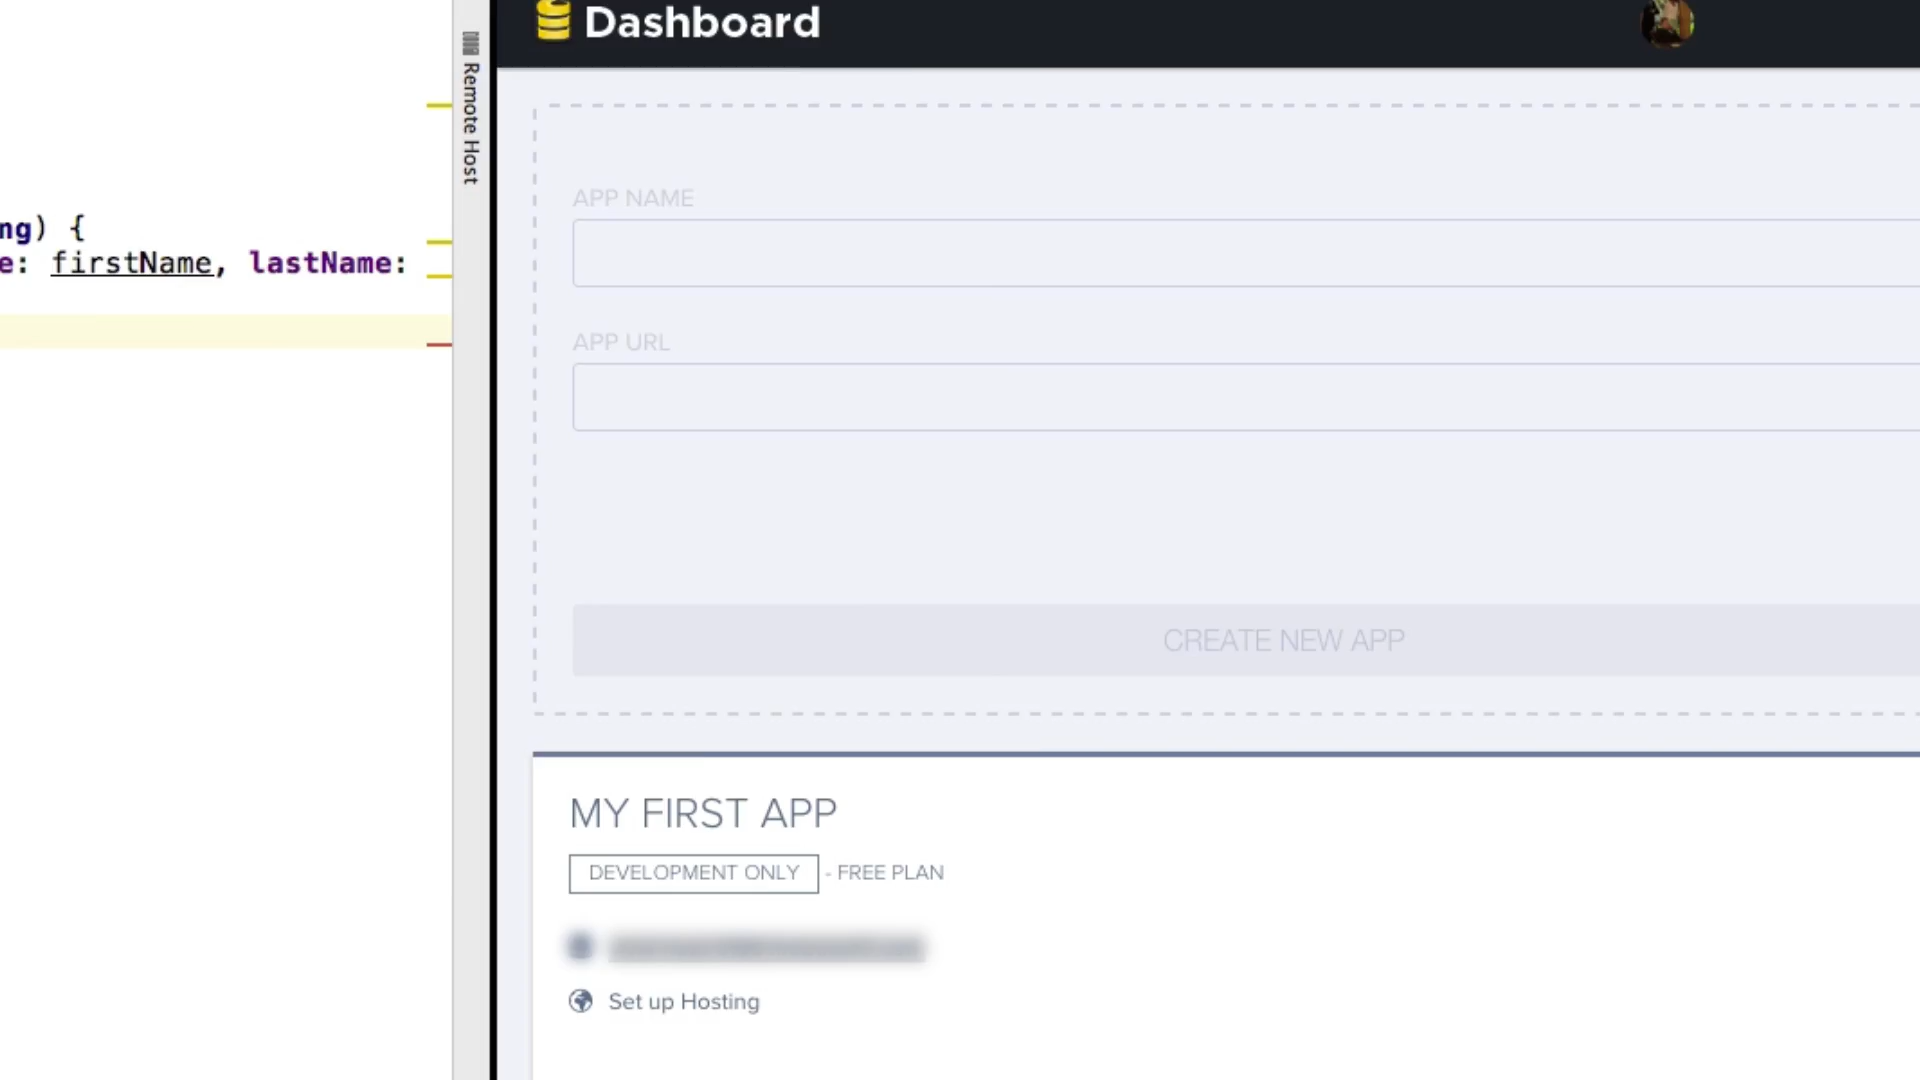 ng) {
e: firstName, lastName:
Remote Host
Dashboard
APP NAME
APP URL
CREATE NEW APP
MY FIRST APP
DEVELOPMENT ONLY - FREE PLAN
Set up Hosting